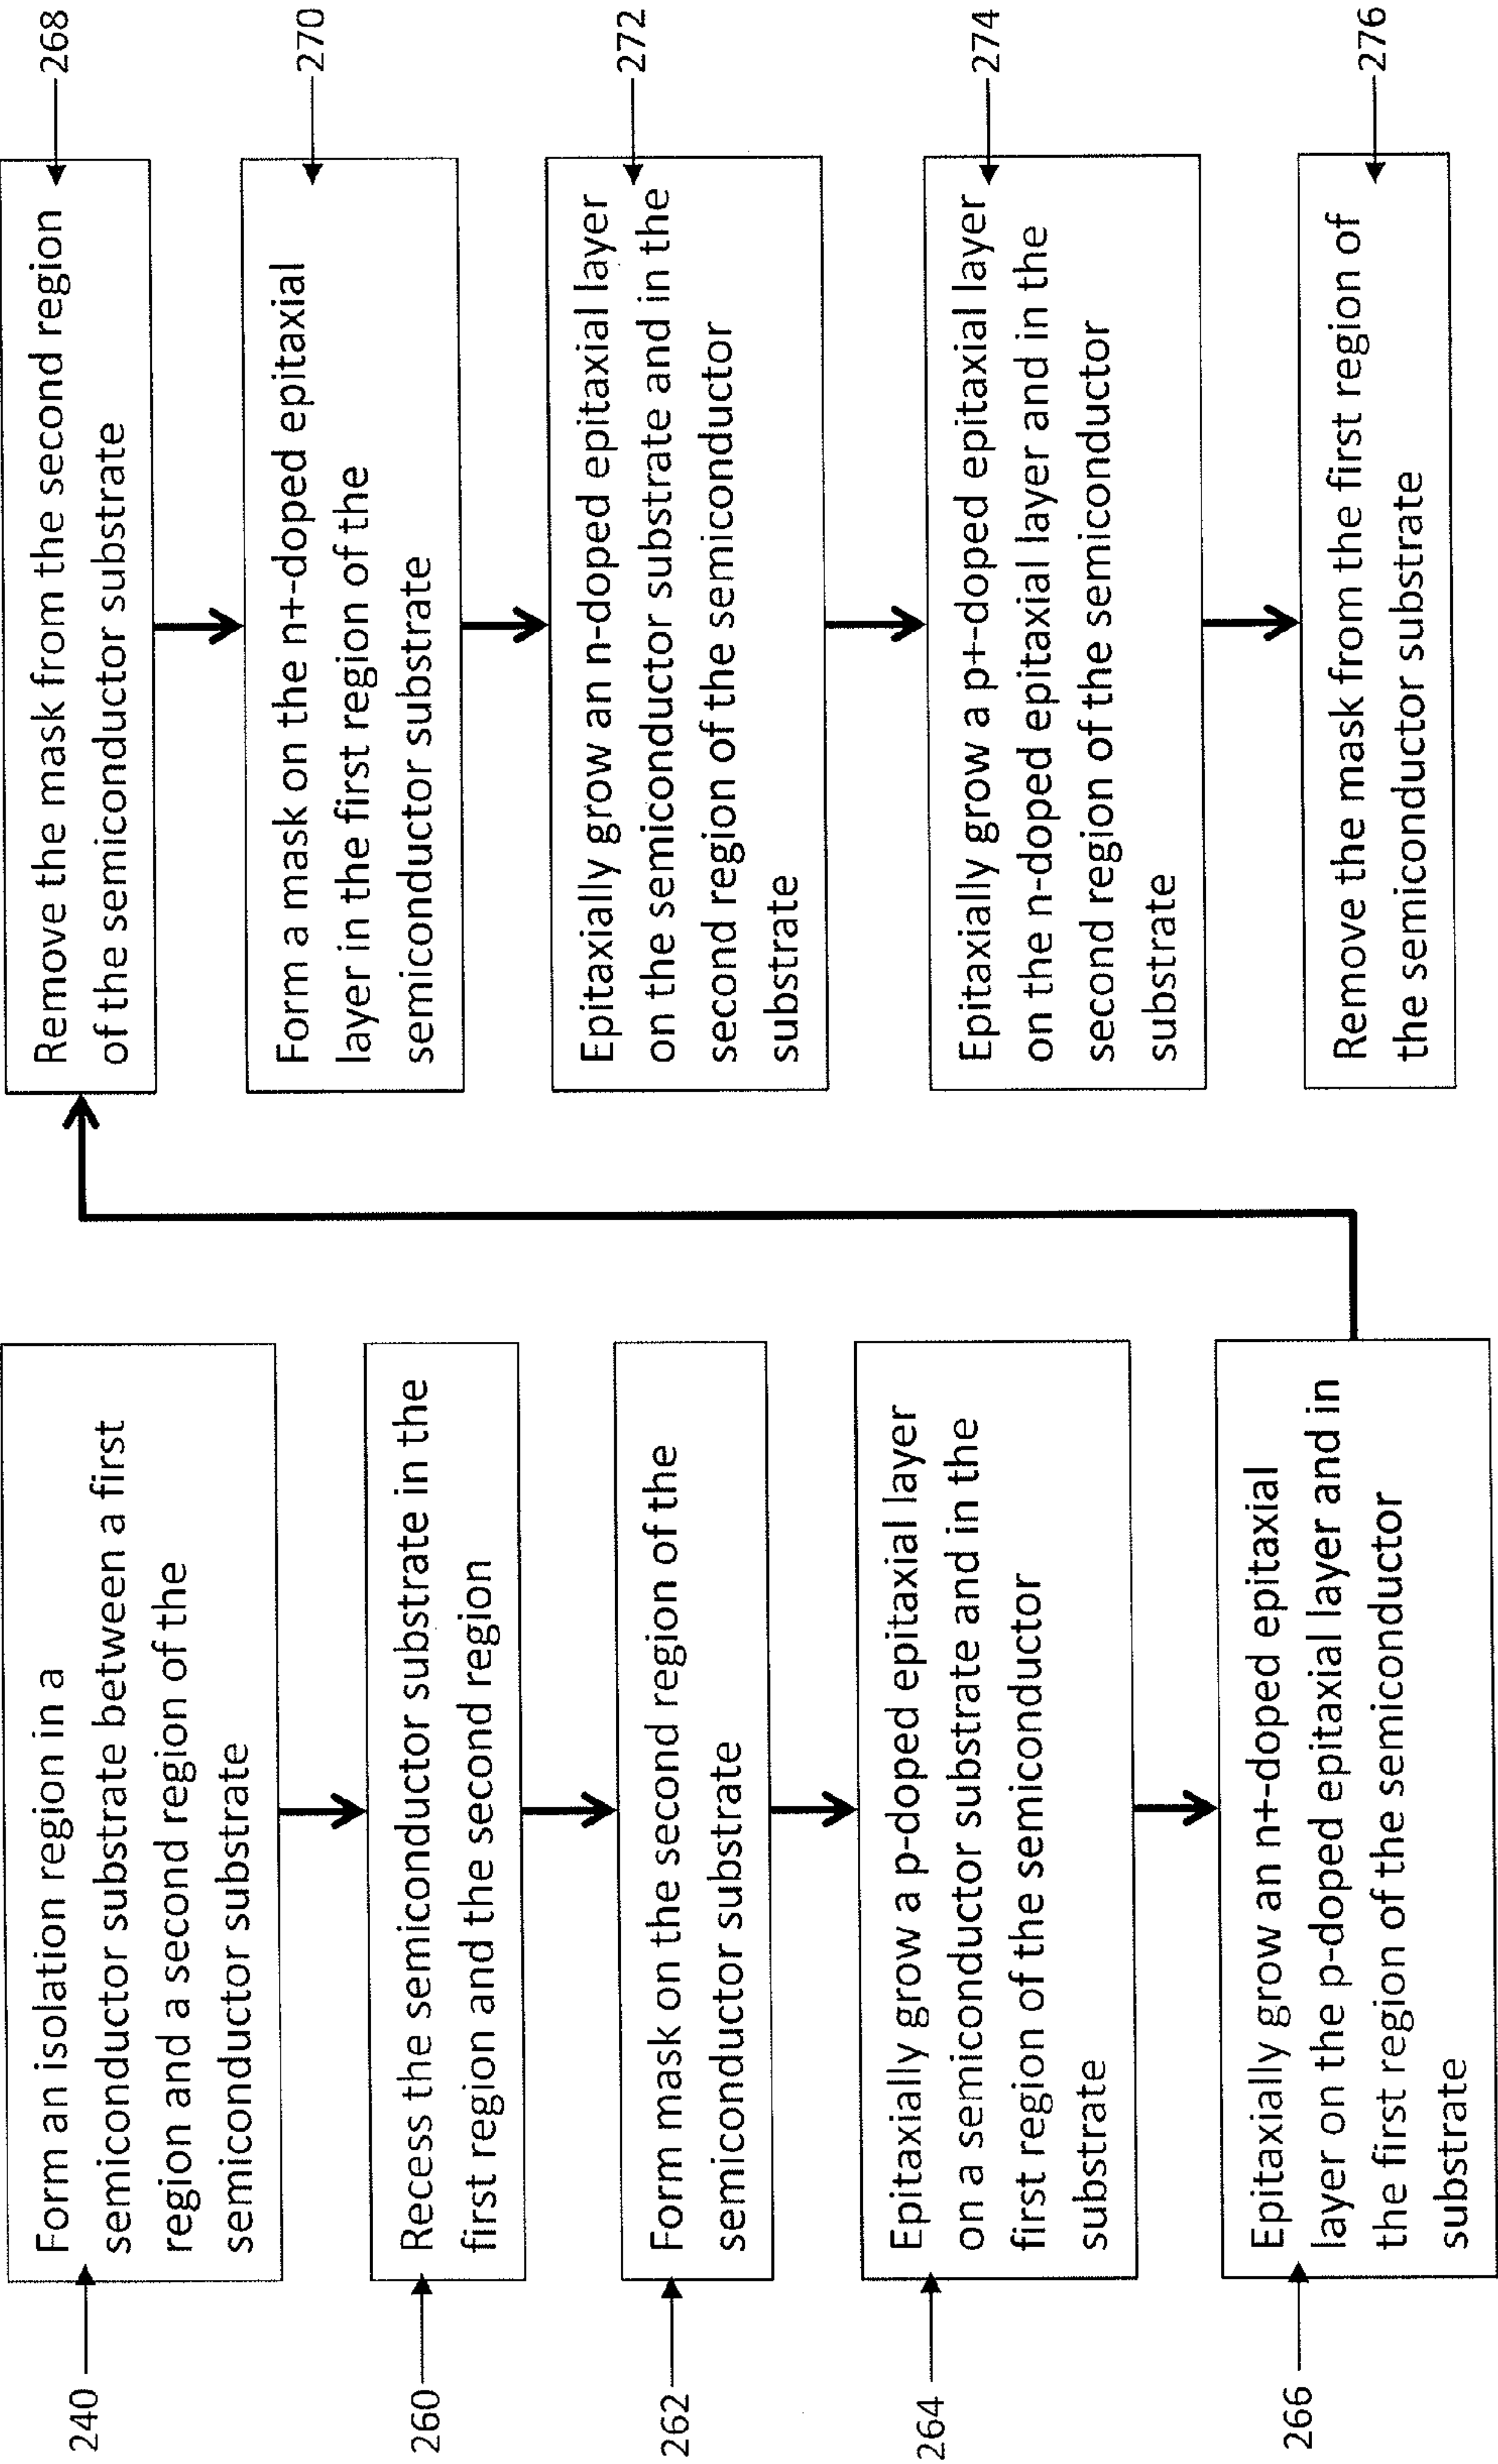 240
Form an isolation region in a
semiconductor substrate between a first
region and a second region of the
semiconductor substrate
260
Recess the semiconductor substrate in the
first region and the second region
262
Form mask on the second region of the
semiconductor substrate
264
Epitaxially grow a p-doped epitaxial layer
on a semiconductor substrate and in the
first region of the semiconductor
substrate
266
Epitaxially grow an n+-doped epitaxial
layer on the p-doped epitaxial layer and in
the first region of the semiconductor
substrate
Remove the mask from the second region
of the semiconductor substrate
268
Form a mask on the n+-doped epitaxial
layer in the first region of the
semiconductor substrate
270
Epitaxially grow an n-doped epitaxial layer
on the semiconductor substrate and in the
second region of the semiconductor
substrate
272
Epitaxially grow a p+-doped epitaxial layer
on the n-doped epitaxial layer and in the
second region of the semiconductor
substrate
274
Remove the mask from the first region of
the semiconductor substrate
276